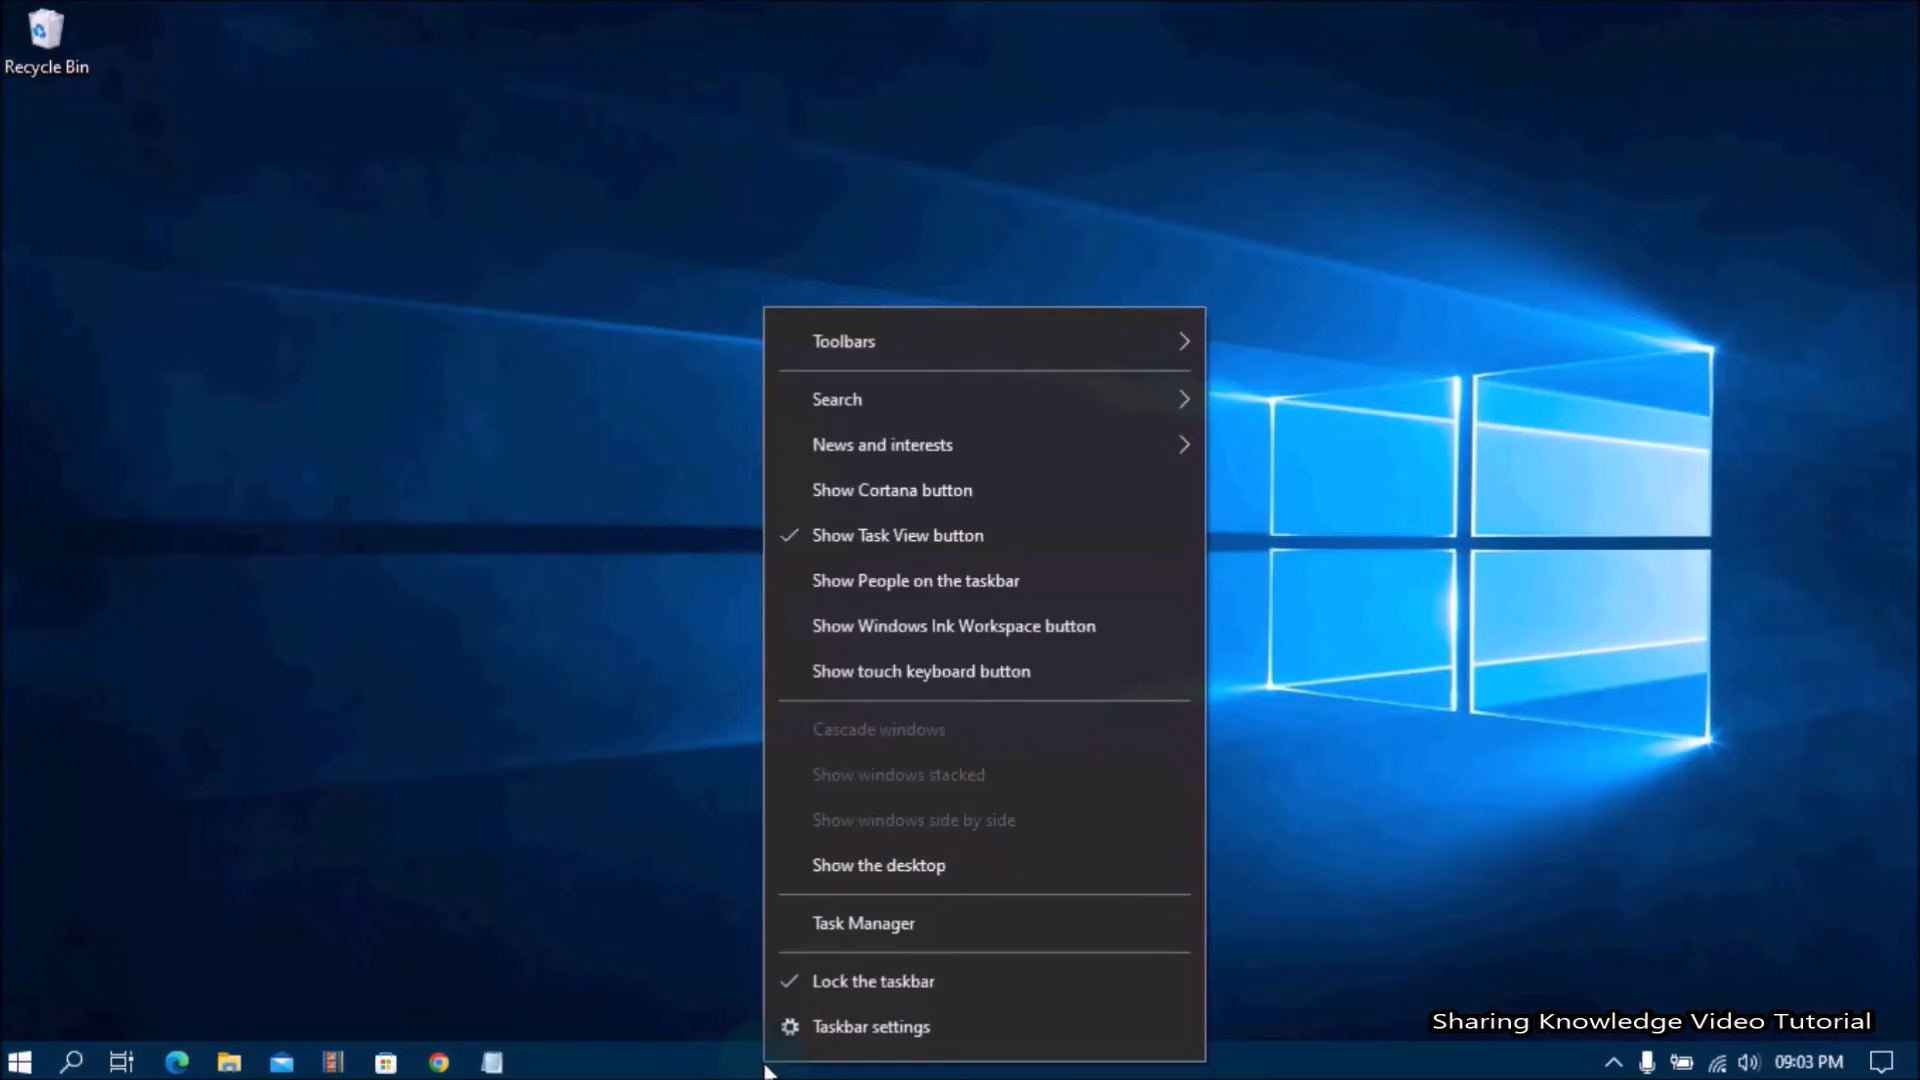 Recycle Bin
Toolbars
Search
News and interests
Show Cortana button
Show Task View button
Show People on the taskbar
Show Windows Ink Workspace button
Show touch keyboard button
Cascade windows
Show windows stacked
Show windows side by side
Show the desktop
Task Manager
Lock the taskbar
Taskbar settings
Sharing Knowledge Video Tutorial
09:03 PM